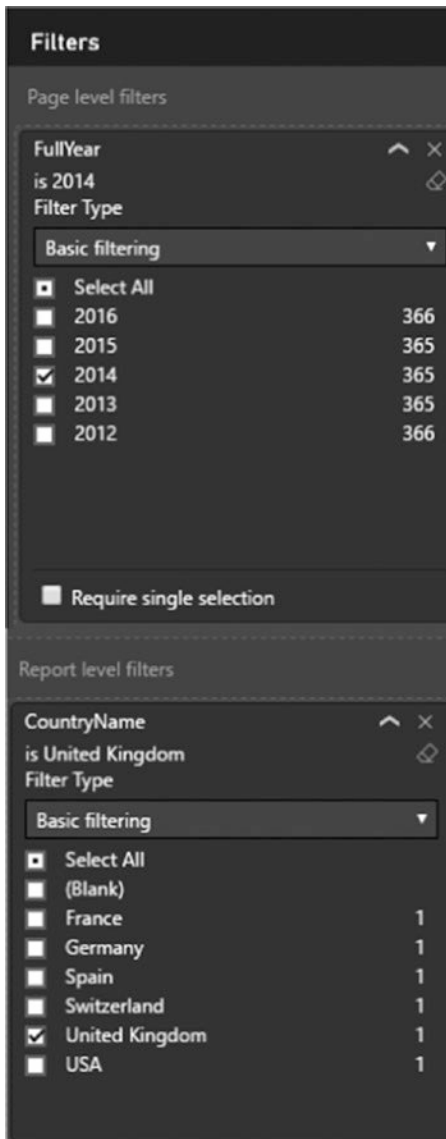 Filters
Page level filters
FullYear
is 2014
Filter Type
Basic filtering
Select All
2016 366
2015 365
2014 365
2013 365
2012 366
Require single selection
Report level filters
CountryName
is United Kingdom
Filter Type
Basic filtering
Select All
(Blank)
France 1
Germany 1
Spain 1
Switzerland 1
United Kingdom 1
USA 1